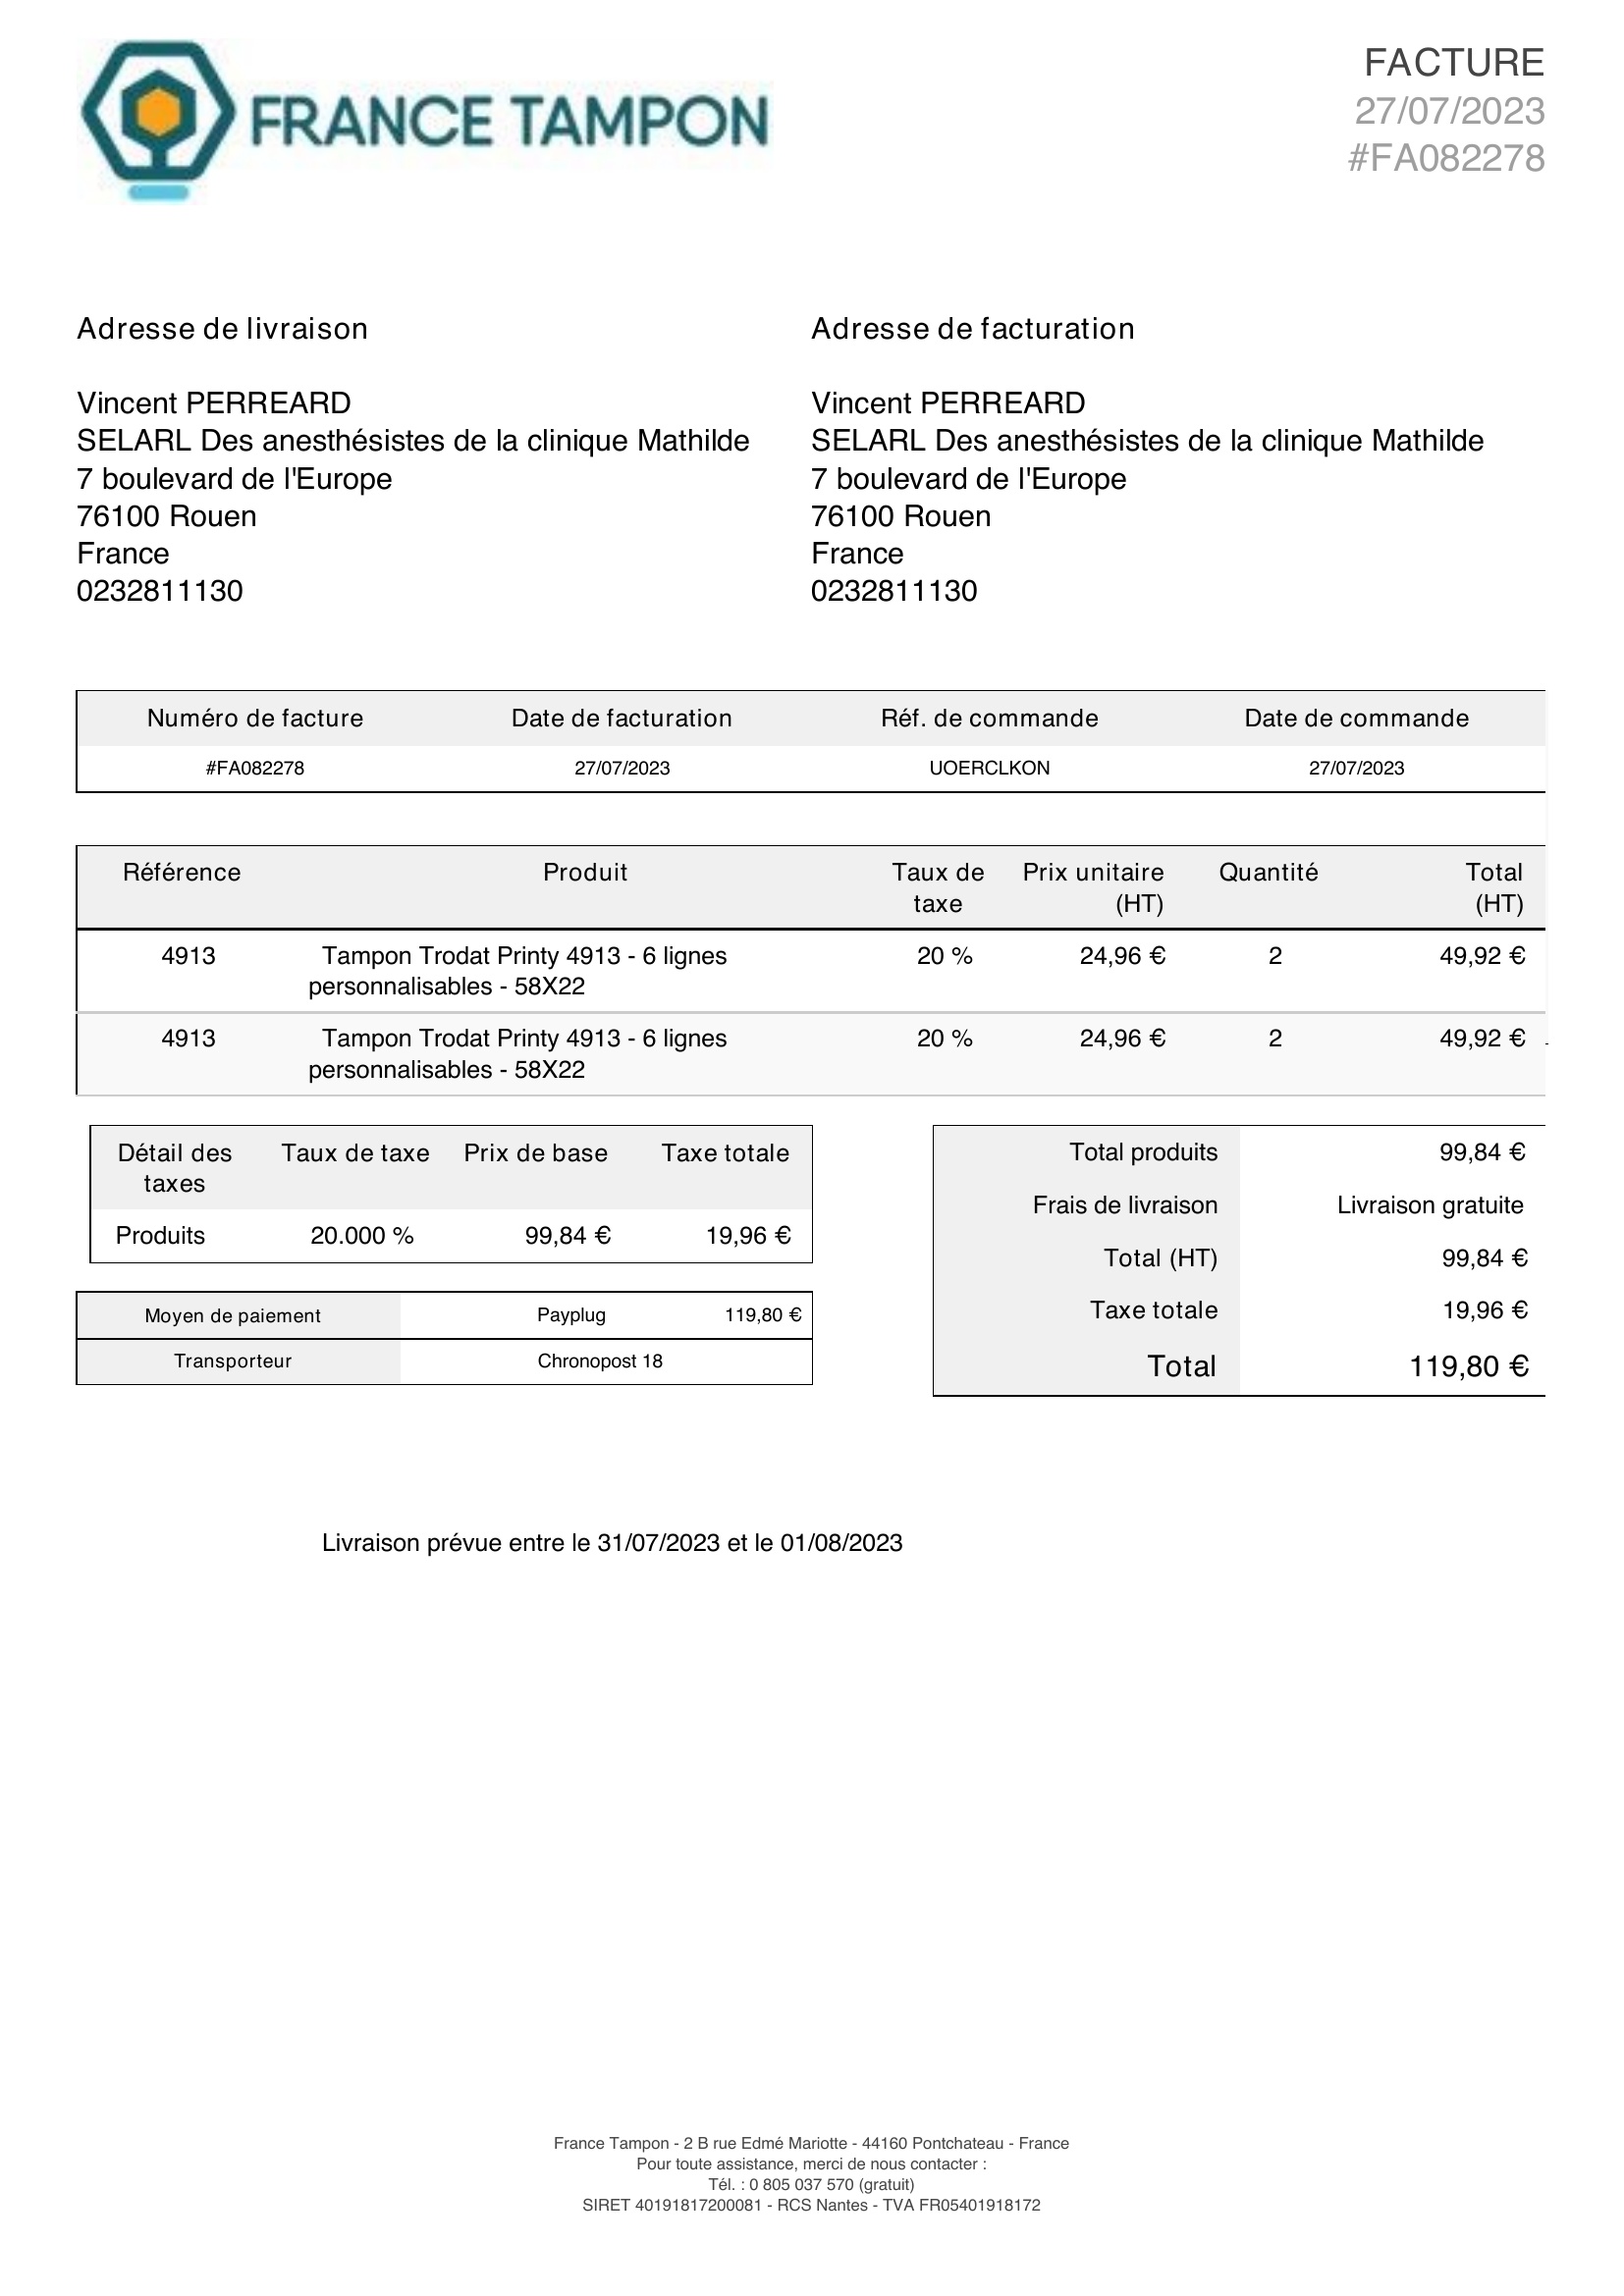 FRANCE TAMPON
FACTURE
27/07/2023
#FA082278
Adresse de livraison
Vincent PERREARD
SELARL Des anesthésistes de la clinique Mathilde
7 boulevard de l'Europe
76100 Rouen
France
0232811130
Adresse de facturation
Vincent PERREARD
SELARL Des anesthésistes de la clinique Mathilde
7 boulevard de l'Europe
76100 Rouen
France
0232811130
Numéro de facture Date de facturation Réf. de commande Date de commande
#FA082278 27/07/2023 UOERCLKON 27/07/2023
Référence Produit Taux de Prix unitaire Quantité Total
taxe (HT) (HT)
4913 Tampon Trodat Printy 4913 - 6 lignes 20 % 24,96 € 2 49,92 €
personnalisables - 58X22
4913 Tampon Trodat Printy 4913 - 6 lignes 20 % 24,96 € 2 49,92 €
personnalisables - 58X22
Détail des Taux de taxe Prix de base Taxe totale
taxes
Produits 20.000 % 99,84 € 19,96 €
Moyen de paiement Payplug 119,80 €
Transporteur Chronopost 18
Total produits 99,84 €
Frais de livraison Livraison gratuite
Total (HT) 99,84 €
Taxe totale 19,96 €
Total 119,80 €
Livraison prévue entre le 31/07/2023 et le 01/08/2023
France Tampon - 2 B rue Edmé Mariotte - 44160 Pontchateau - France
Pour toute assistance, merci de nous contacter :
Tél. : 0 805 037 570 (gratuit)
SIRET 40191817200081 - RCS Nantes - TVA FR05401918172